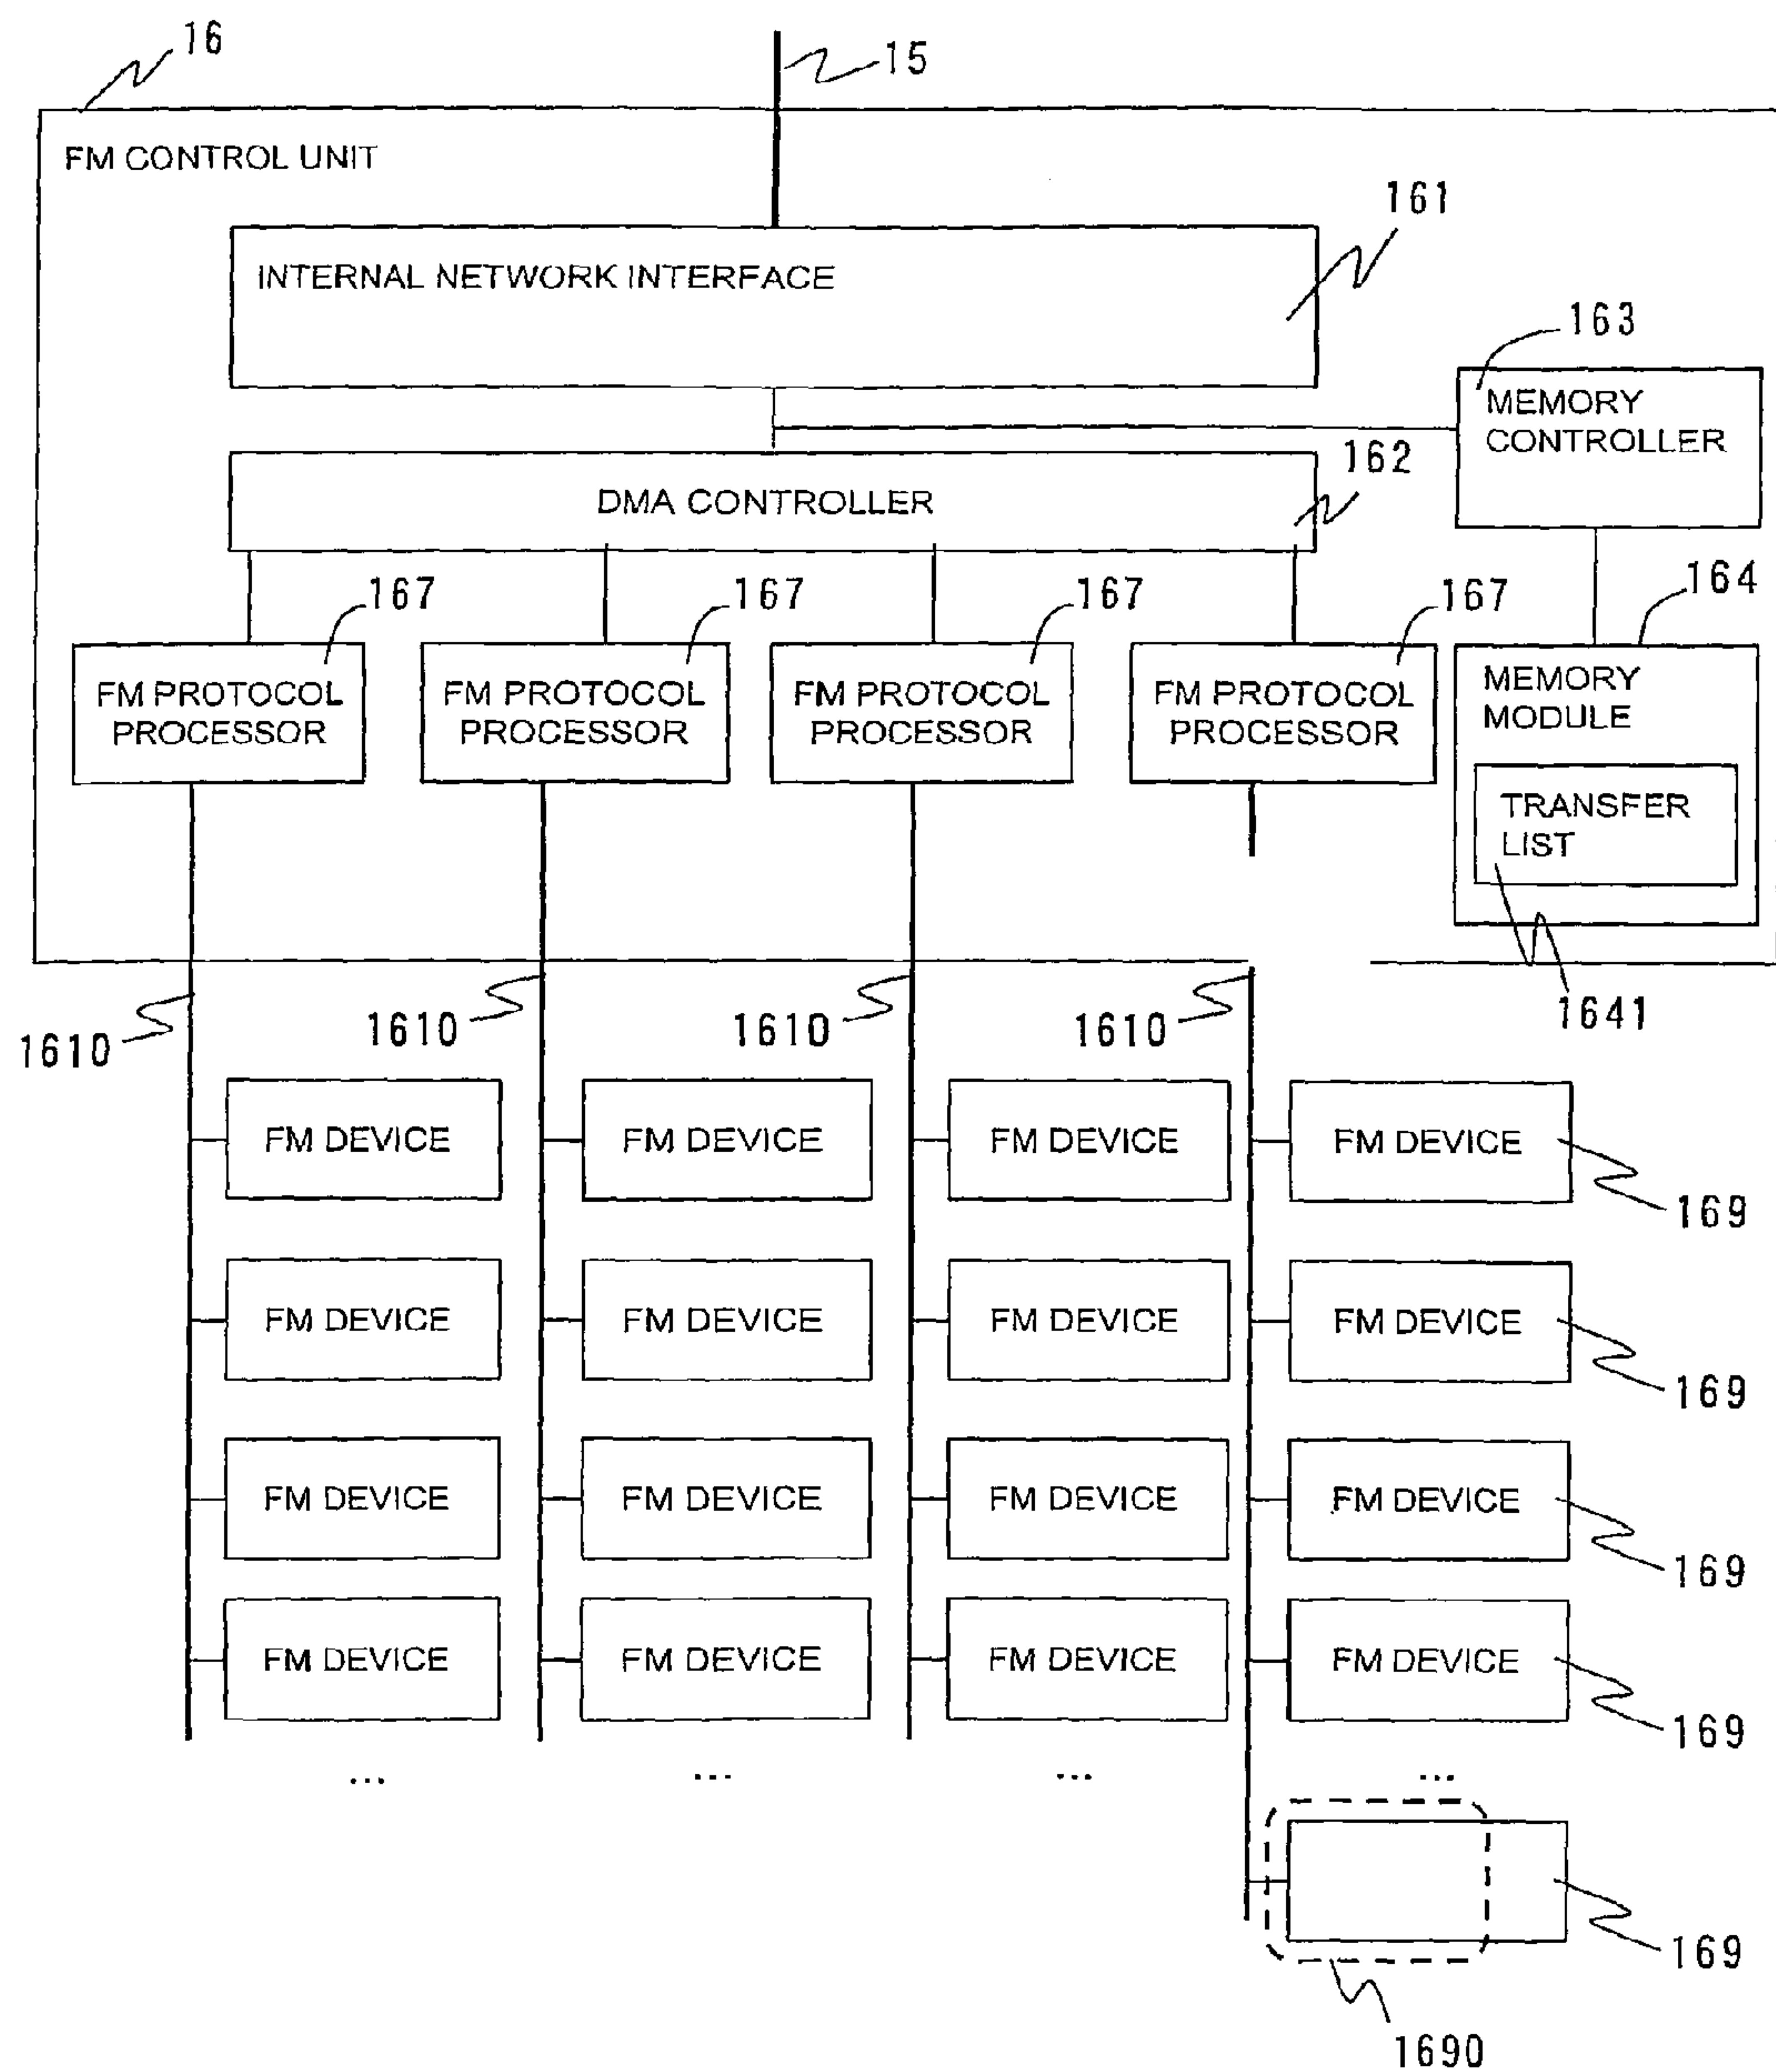 16
15
FM CONTROL UNIT
161
INTERNAL NETWORK INTERFACE
163
MEMORY
CONTROLLER
162
DMA CONTROLLER
164
167
167
167
167
FM PROTOCOL
PROCESSOR
FM PROTOCOL
PROCESSOR
FM PROTOCOL
PROCESSOR
FM PROTOCOL
PROCESSOR
MEMORY
MODULE
TRANSFER
LIST
1641
1610
1610
1610
1610
FM DEVICE
FM DEVICE
FM DEVICE
FM DEVICE
169
FM DEVICE
FM DEVICE
FM DEVICE
FM DEVICE
169
FM DEVICE
FM DEVICE
FM DEVICE
FM DEVICE
169
FM DEVICE
FM DEVICE
FM DEVICE
FM DEVICE
169
...
...
...
...
169
1690